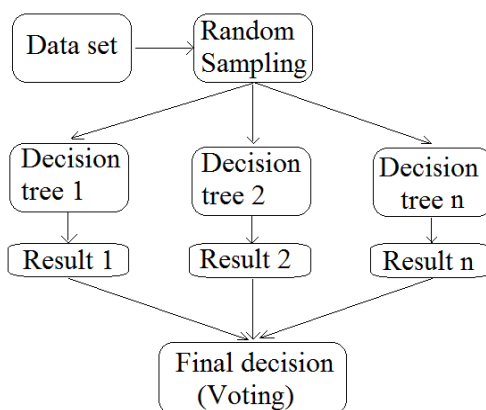 Data set
Random
Sampling
Decision
tree 1
Decision
tree 2
Decision
tree n
Result 1
Result 2
Result n
Final decision
(Voting)